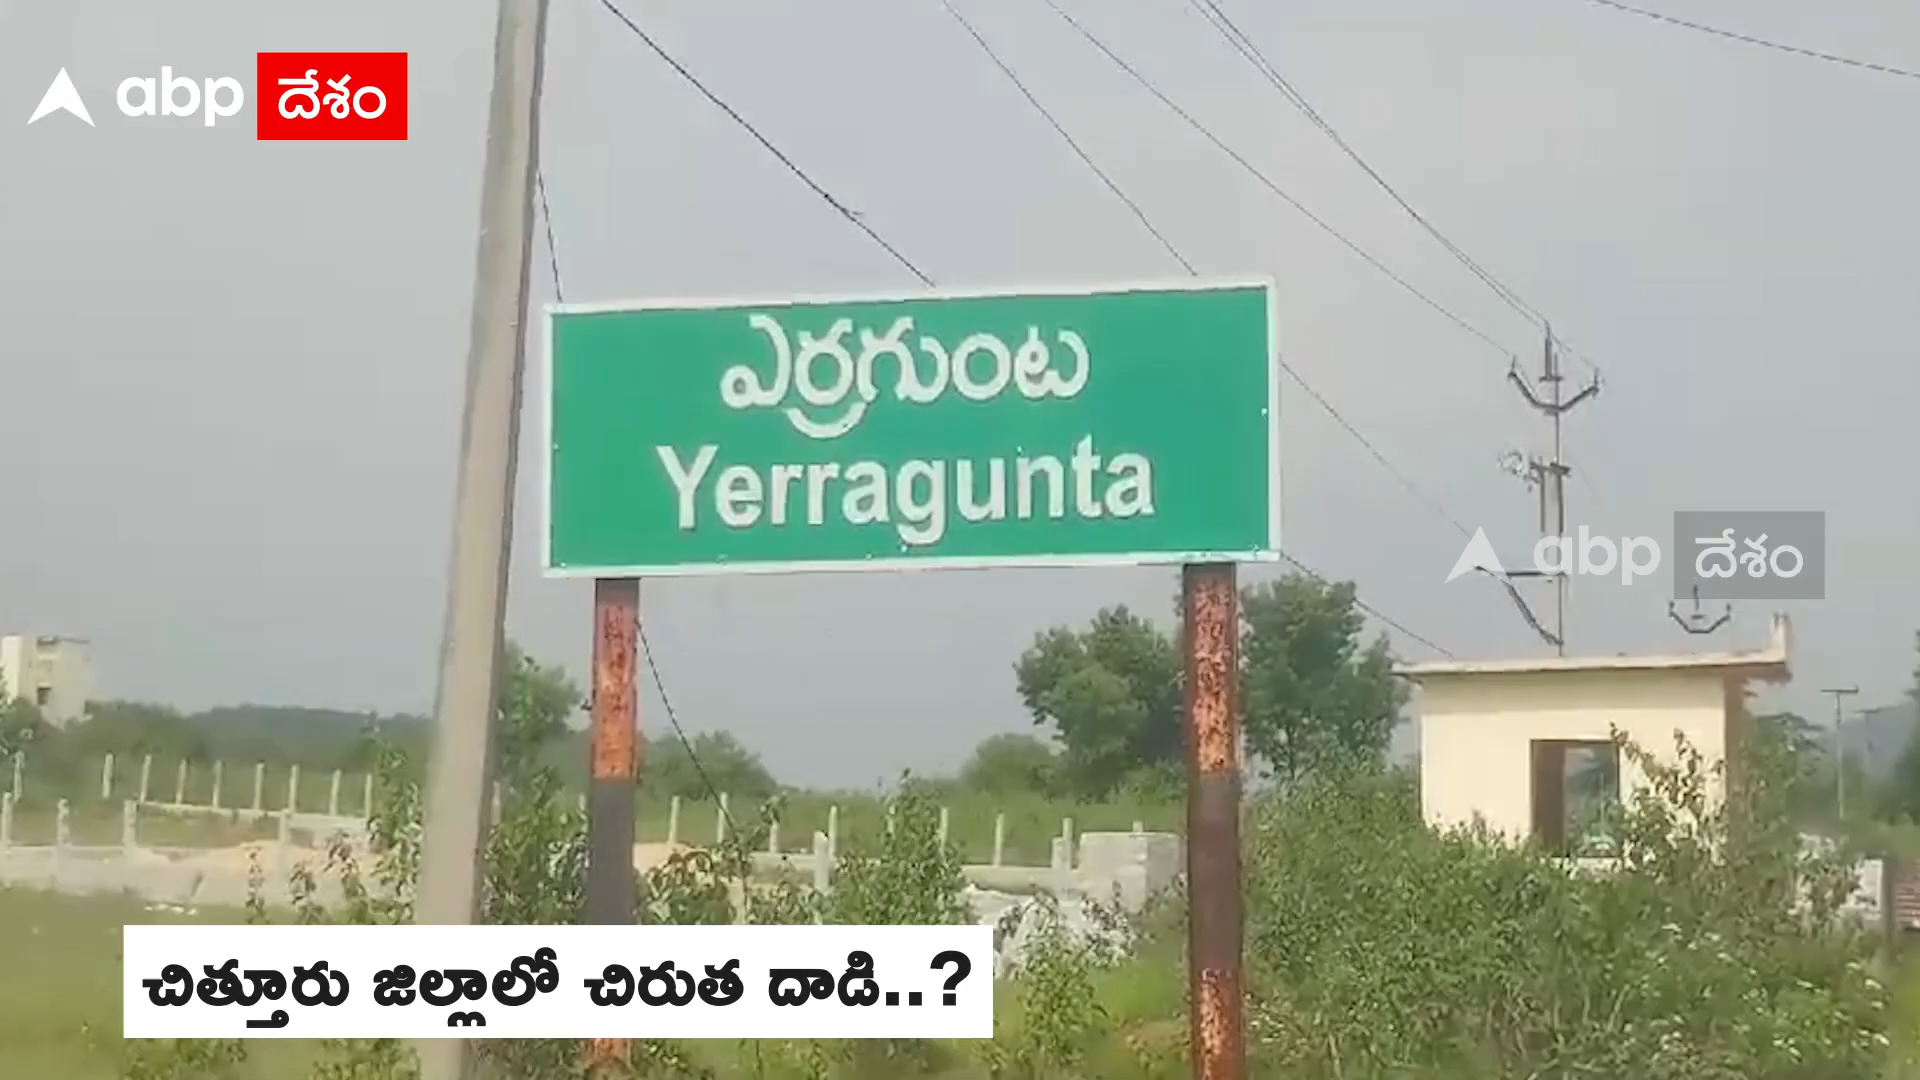 abp దేశం
ఎర్రగుంట
Yerragunta
abp దేశం
చిత్తూరు జిల్లాలో చిరుత దాడి..?